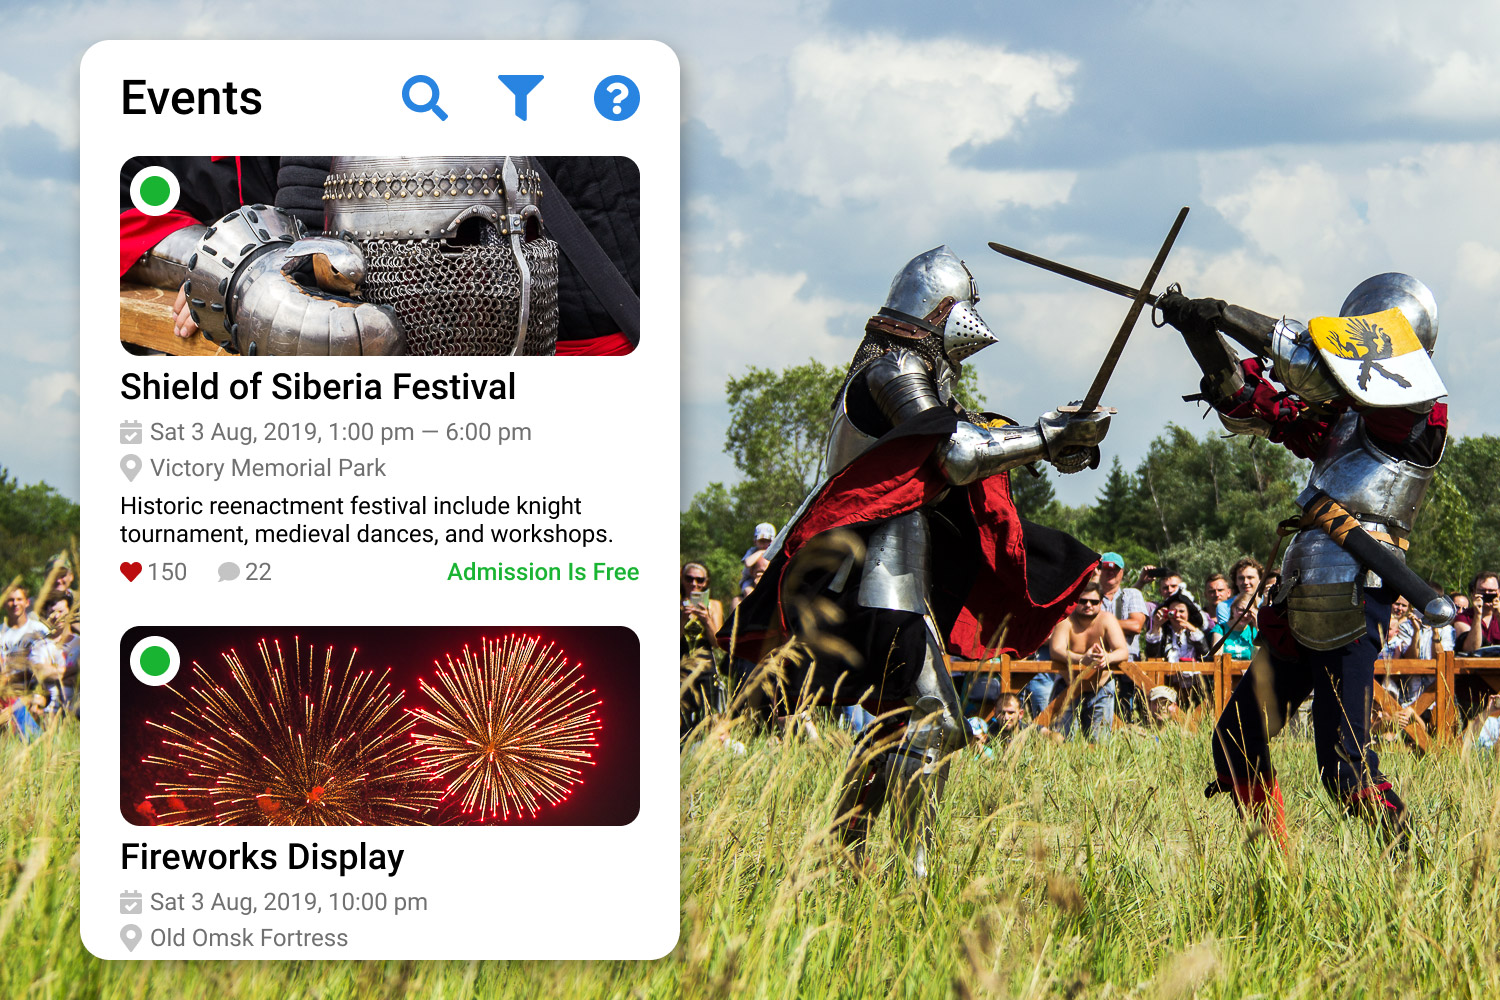 Events
Shield of Siberia Festival
Sat 3 Aug, 2019, 1:00 pm — 6:00 pm
Victory Memorial Park
Historic reenactment festival include knight
tournament, medieval dances, and workshops.
150 22 Admission Is Free
Fireworks Display
Sat 3 Aug, 2019, 10:00 pm
Old Omsk Fortress